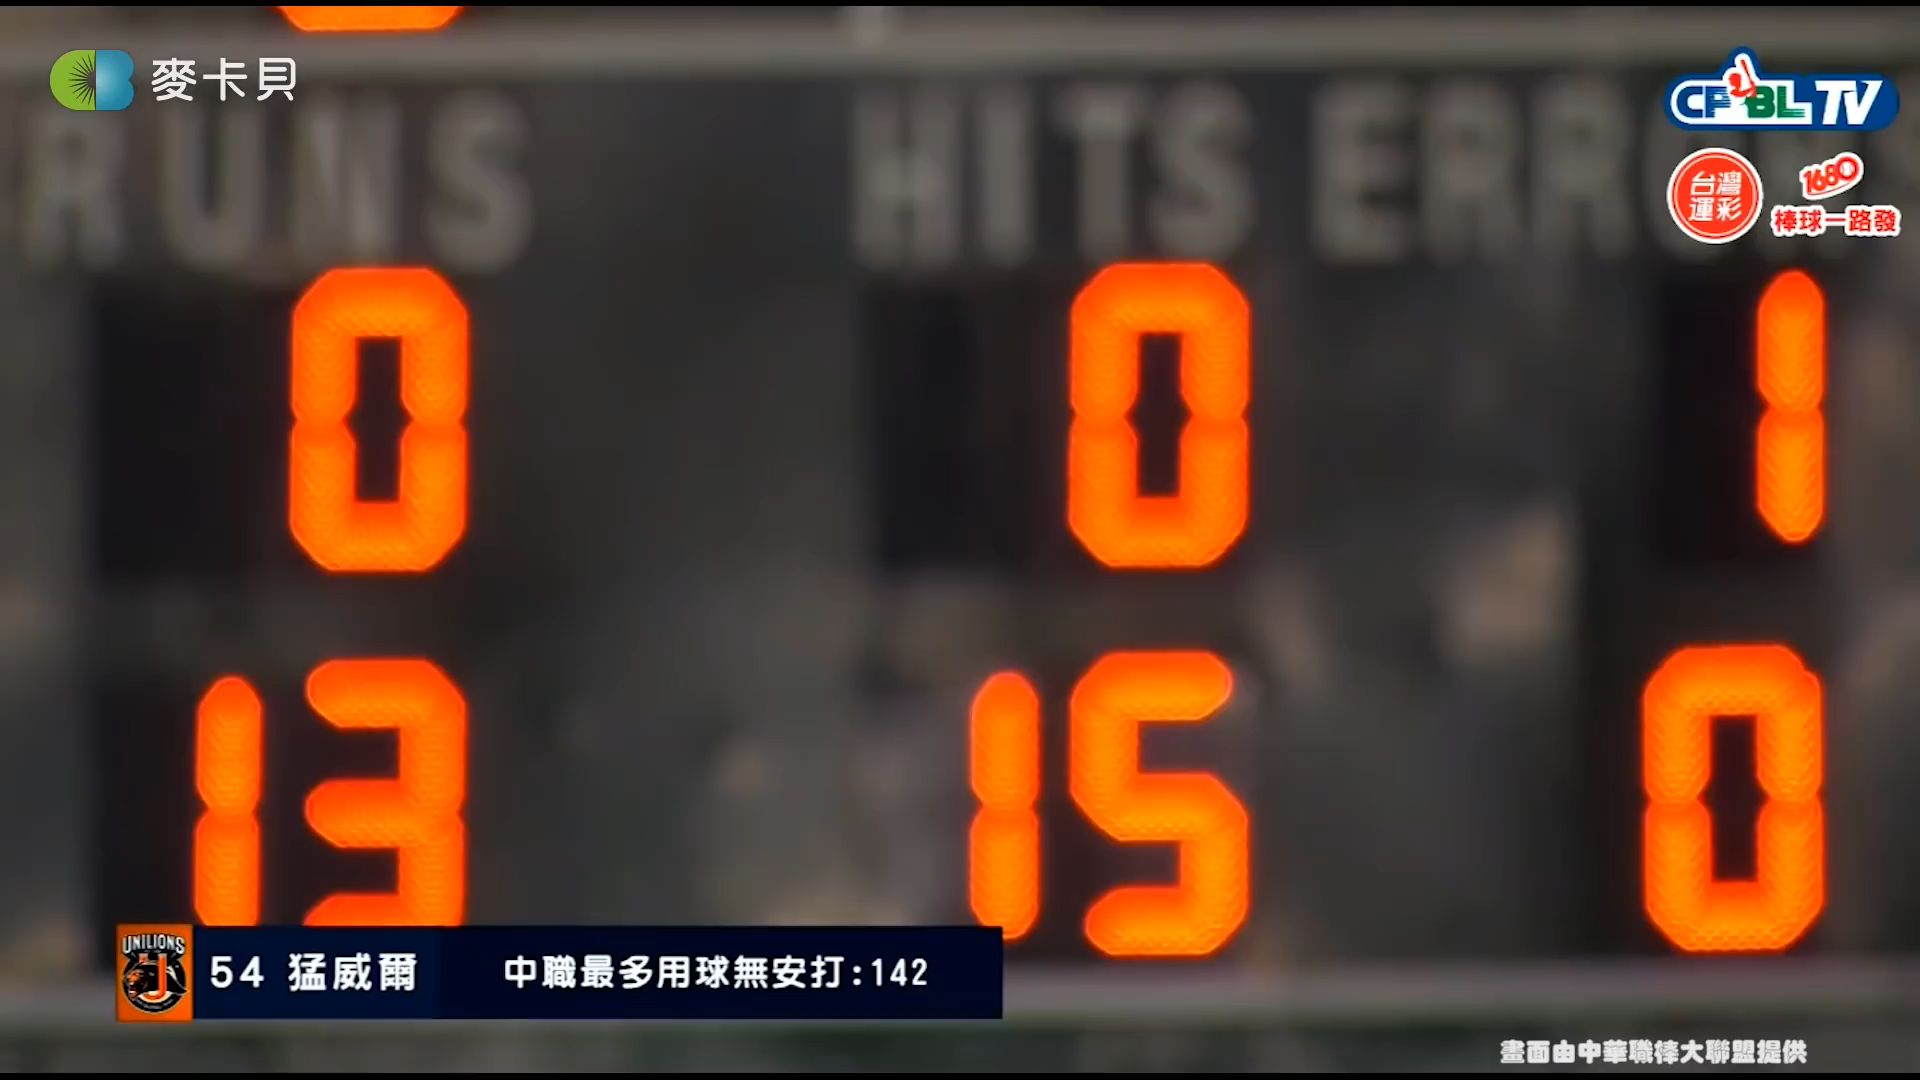 麥卡貝
CPBL TV
台灣
運彩
1680
棒球一路發
RUNS HITS ERRORS
0 0 1
13 15 0
UNILIONS
54 猛威爾 中職最多用球無安打:142
畫面由中華職棒大聯盟提供